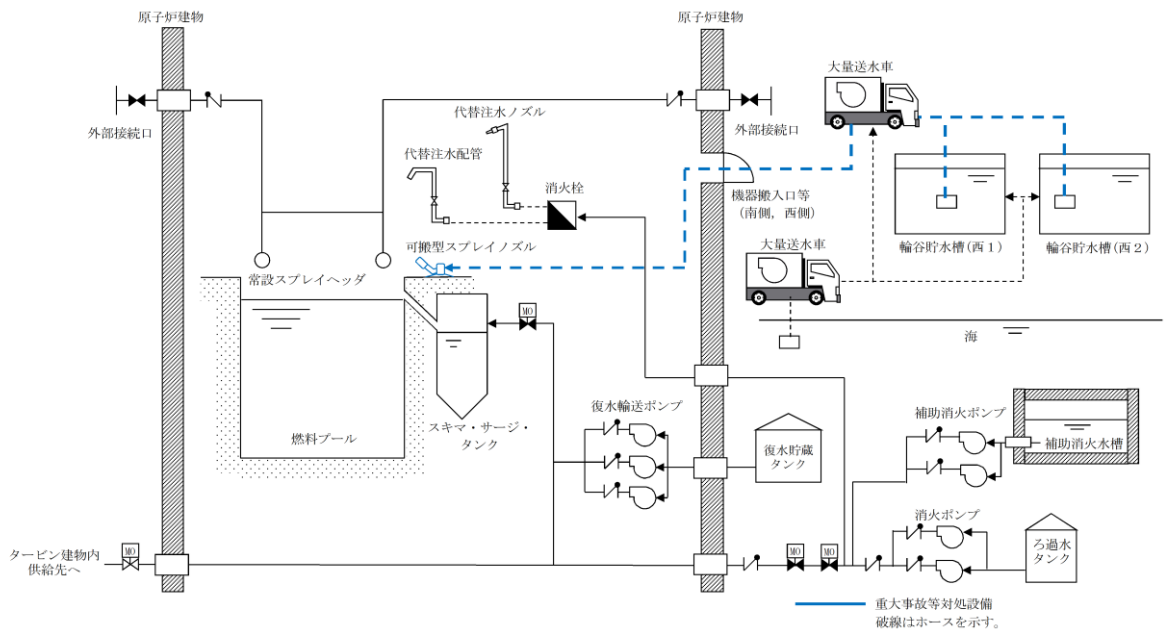 原子炉建物
原子炉建物
大量送水車
外部接続口
代替注水ノズル
外部接続口
代替注水配管
消火栓
機器搬入口等
(南側，西側)
輪谷貯水槽(西１)
輪谷貯水槽(西２)
可搬型スプレイノズル
大量送水車
常設スプレイヘッダ
MO
海
燃料プール
スキマ・サージ・
タンク
復水輸送ポンプ
復水貯蔵
タンク
補助消火ポンプ
補助消火水槽
消火ポンプ
ろ過水
タンク
タービン建物内
供給先へ
MO
MO
MO
重大事故等対処設備
破線はホースを示す。